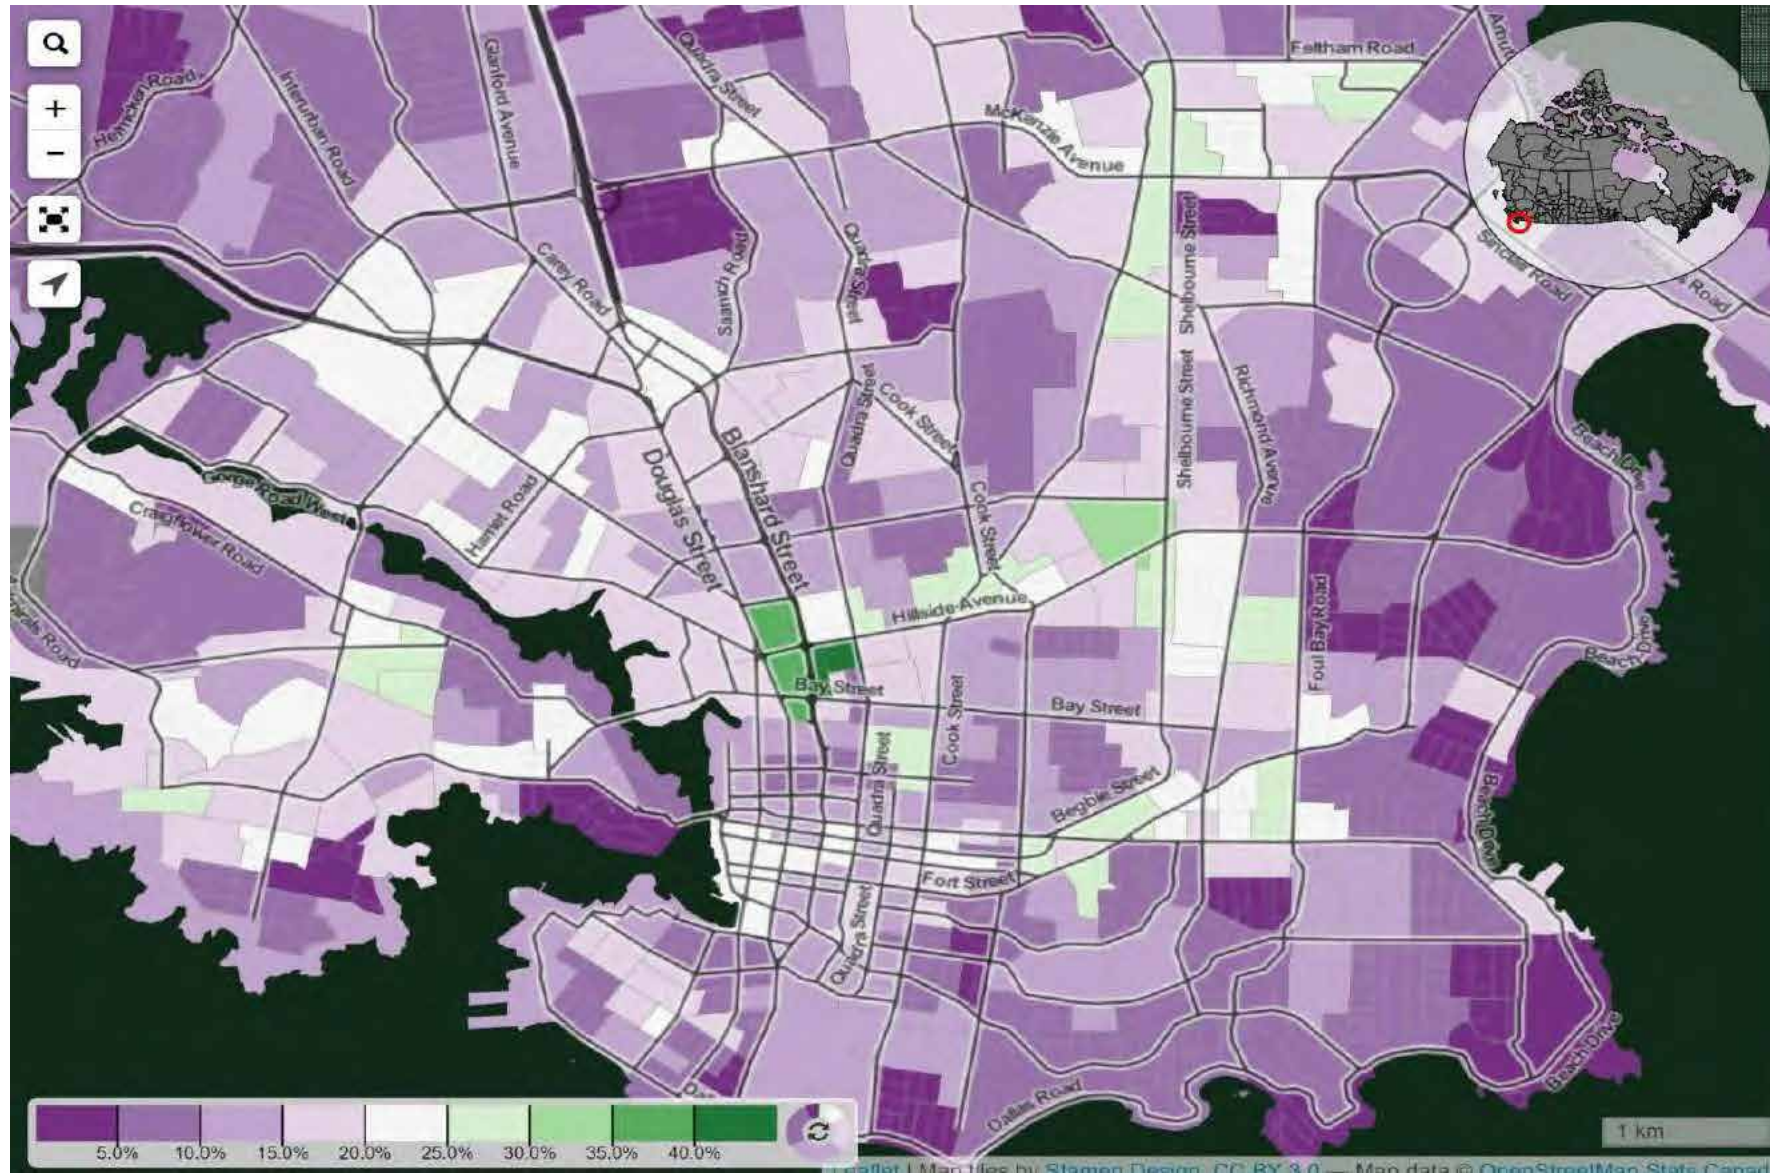 +
−
Helmcken Road
Interurban Road
Glanford Avenue
Quadra Street
Feltham Road
McKenzie Avenue
Carey Road
Saanich Road
Quadra Street
Shelbourne Street
Sinclair Road
Road
Shelbourne Street
Richmond Avenue
Quadra Street
Cook Street
Blanshard Street
Douglas Street
Harriet Road
Gorge Road West
Craigflower Road
Cook Street
Beach Drive
Hillside Avenue
Foul Bay Road
Beach Drive
Bay Street
Bay Street
Cook Street
Quadra Street
Begbie Street
Beach Drive
Fort Street
Quadra Street
Dallas Road
Beach Drive
5.0% 10.0% 15.0% 20.0% 25.0% 30.0% 35.0% 40.0%
1 km
Leaflet | Map tiles by Stamen Design, CC BY 3.0 — Map data © OpenStreetMap